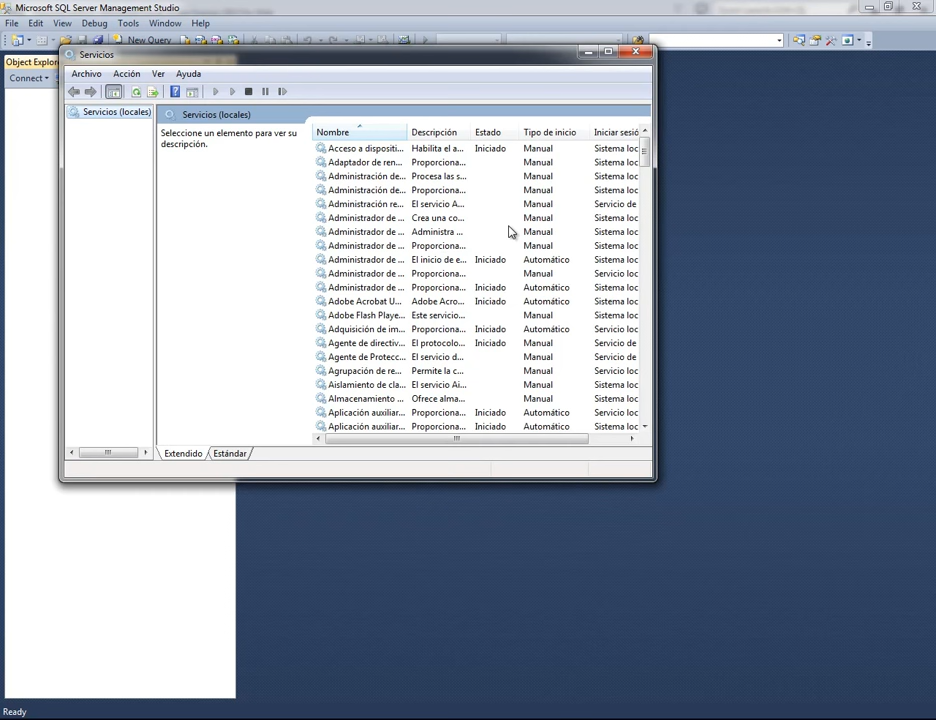 Microsoft SQL Server Management Studio
File Edit View Debug Tools Window Help
New Query
Object Explor
Connect
Servicios
Archivo Acción Ver Ayuda
Servicios (locales)
Servicios (locales)
Seleccione un elemento para ver su
descripción.
Nombre Descripción Estado Tipo de inicio Iniciar sesió
Acceso a dispositi... Habilita el a... Iniciado Manual Sistema loc
Adaptador de ren... Proporciona... Manual Sistema loc
Administración de... Procesa las s... Manual Sistema loc
Administración de... Proporciona... Manual Sistema loc
Administración re... El servicio A... Manual Servicio de
Administrador de ... Crea una co... Manual Sistema loc
Administrador de ... Administra ... Manual Sistema loc
Administrador de ... Proporciona... Manual Sistema loc
Administrador de ... El inicio de e... Iniciado Automático Sistema loc
Administrador de ... Proporciona... Manual Servicio loc
Administrador de ... Proporciona... Iniciado Automático Sistema loc
Adobe Acrobat U... Adobe Acro... Iniciado Automático Sistema loc
Adobe Flash Playe... Este servicio... Manual Sistema loc
Adquisición de im... Proporciona... Iniciado Automático Servicio loc
Agente de directiv... El protocolo... Iniciado Manual Servicio de
Agente de Protecc... El servicio d... Manual Servicio de
Agrupación de re... Permite la c... Manual Servicio loc
Aislamiento de cla... El servicio Ai... Manual Sistema loc
Almacenamiento ... Ofrece alma... Manual Sistema loc
Aplicación auxiliar... Proporciona... Iniciado Automático Servicio loc
Aplicación auxiliar... Proporciona... Iniciado Automático Sistema loc
Extendido Estándar
Ready